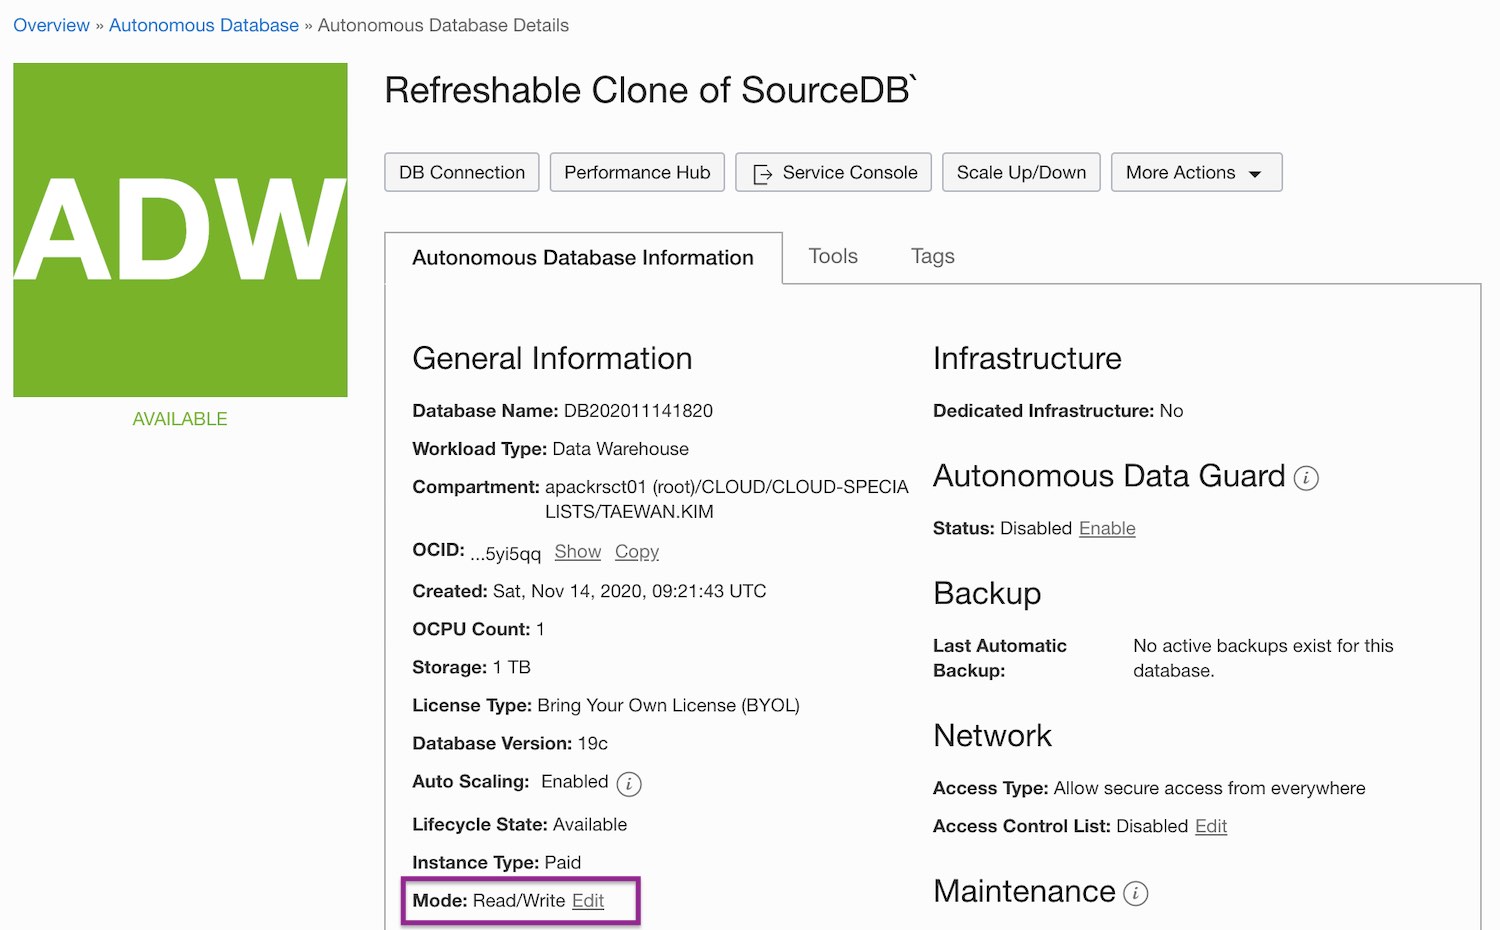 Overview » Autonomous Database » Autonomous Database Details
ADW
AVAILABLE
Refreshable Clone of SourceDB`
DB Connection
Performance Hub
Service Console
Scale Up/Down
More Actions
Autonomous Database Information
Tools
Tags
General Information
Database Name: DB202011141820
Workload Type: Data Warehouse
Compartment: apackrsct01 (root)/CLOUD/CLOUD-SPECIA
LISTS/TAEWAN.KIM
OCID: ...5yi5qq Show Copy
Created: Sat, Nov 14, 2020, 09:21:43 UTC
OCPU Count: 1
Storage: 1 TB
License Type: Bring Your Own License (BYOL)
Database Version: 19c
Auto Scaling: Enabled i
Lifecycle State: Available
Instance Type: Paid
Mode: Read/Write Edit
Infrastructure
Dedicated Infrastructure: No
Autonomous Data Guard i
Status: Disabled Enable
Backup
Last Automatic Backup: No active backups exist for this database.
Network
Access Type: Allow secure access from everywhere
Access Control List: Disabled Edit
Maintenance i